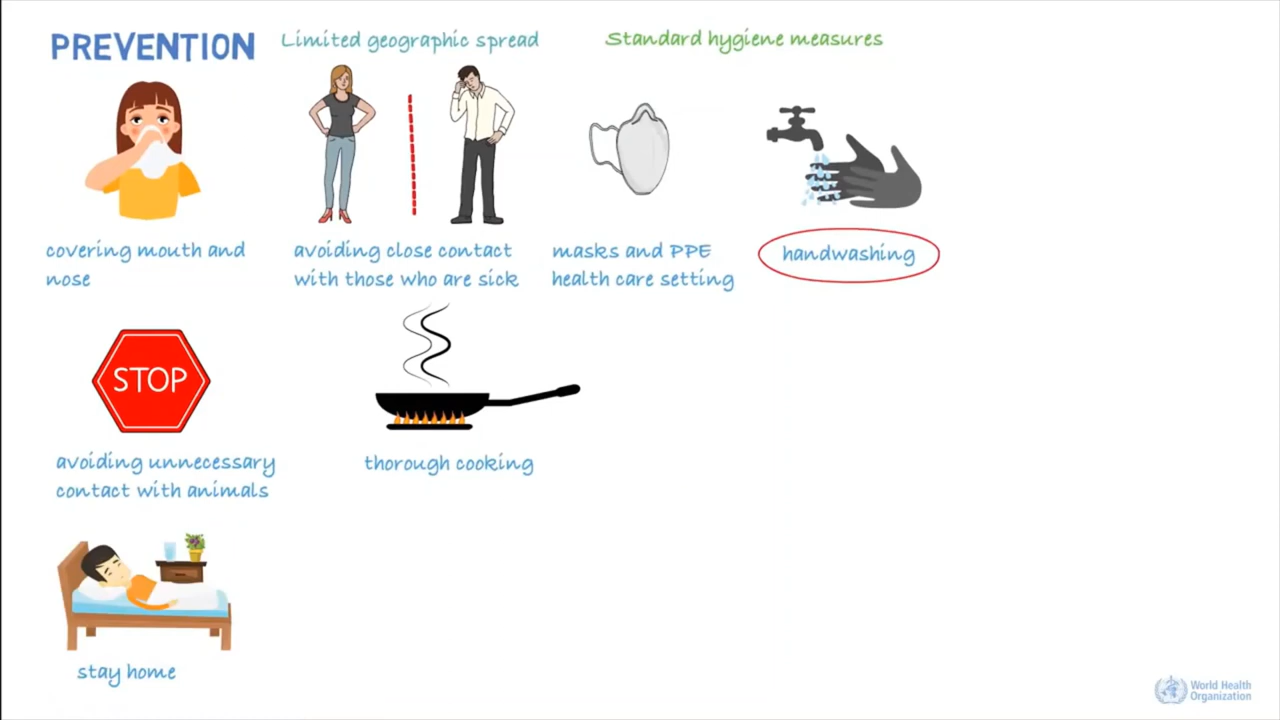 PREVENTION
Limited geographic spread
Standard hygiene measures
covering mouth and
nose
avoiding close contact
with those who are sick
masks and PPE
health care setting
handwashing
STOP
avoiding unnecessary
contact with animals
thorough cooking
stay home
World Health
Organization